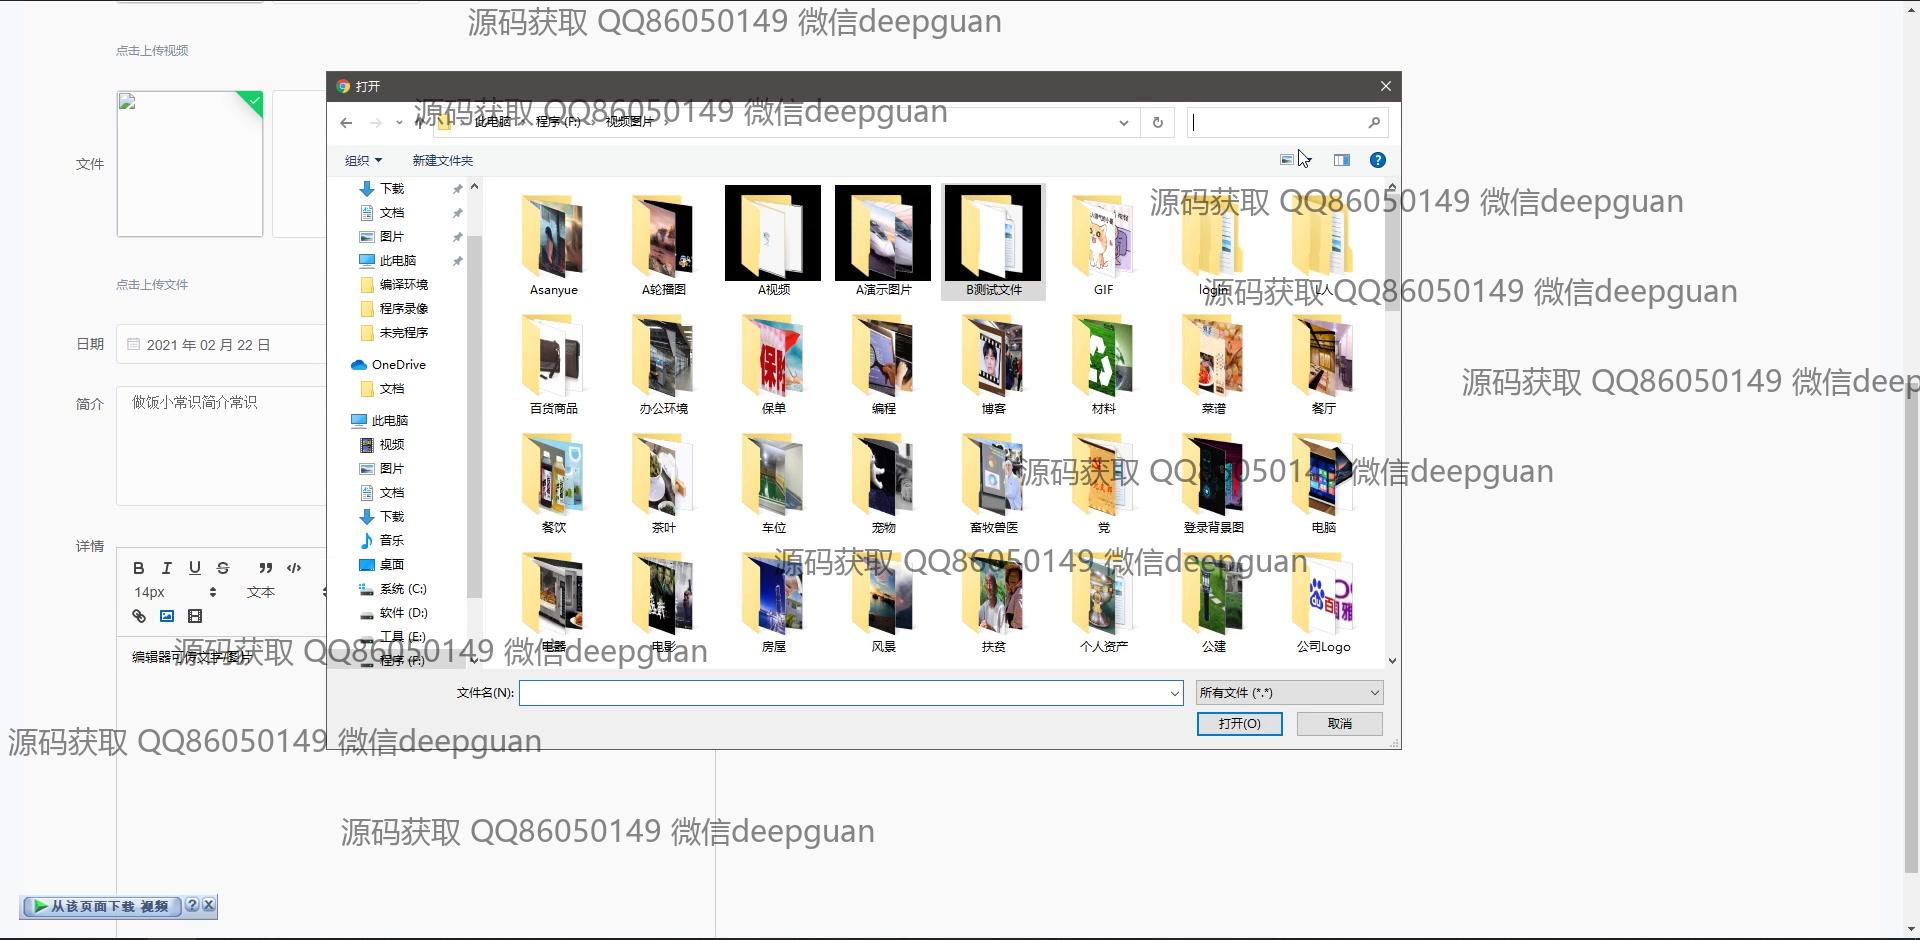 源码获取 QQ86050149 微信deepguan
点击上传视频
打开
源码获取 QQ86050149 微信deepguan
此电脑 › 程序 (F:) › 视频图片 ›
组织
新建文件夹
文件
下载
文档
图片
此电脑
编译环境
程序录像
未完程序
OneDrive
文档
此电脑
视频
图片
文档
下载
音乐
桌面
系统 (C:)
软件 (D:)
工具 (E:)
程序 (F:)
源码获取 QQ86050149 微信deepguan
Asanyue
A轮播图
A视频
A演示图片
B测试文件
GIF
login
源码获取 QQ86050149 微信deepguan
百货商品
办公环境
保单
编程
博客
材料
菜谱
餐厅
源码获取 QQ86050149 微信deep
餐饮
茶叶
车位
宠物
畜牧兽医
党
登录背景图
电脑
源码获取 QQ86050149 微信deepguan
源码获取 QQ86050149 微信deepguan
电器
电影
房屋
风景
扶贫
个人资产
公建
公司Logo
点击上传文件
日期
2021 年 02 月 22 日
简介
做饭小常识简介常识
详情
B I U S ” </>
14px
文本
编辑器可传文字/图片
源码获取 QQ86050149 微信deepguan
文件名(N):
所有文件 (*.*)
打开(O)
取消
源码获取 QQ86050149 微信deepguan
源码获取 QQ86050149 微信deepguan
从该页面下载 视频 ? X